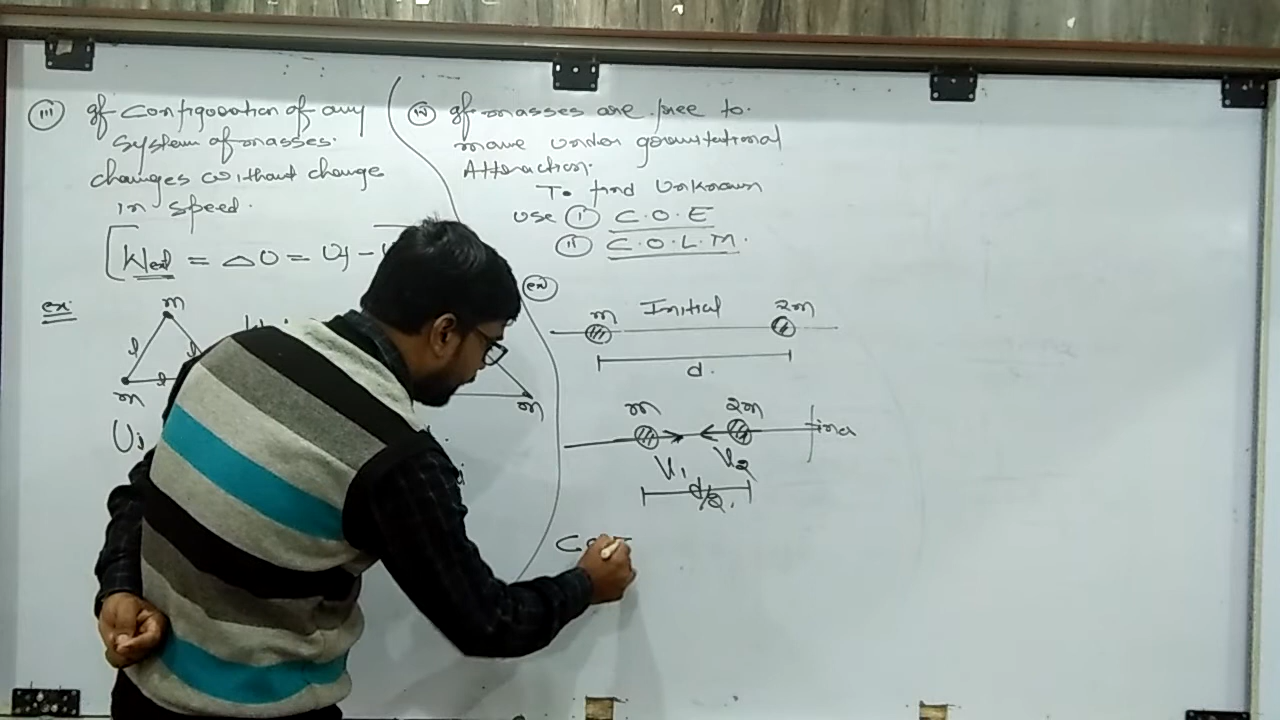 (iii) If Configuration of any
system of masses.
changes without change
in speed.
Wext = ΔU = Uf -
ex:
m
l
l
m
l
Ui
m
(iv) If masses are free to
move under gravitational
Attraction.
To find Unknown
use (i) C.O.E
(ii) C.O.L.M.
ex
m Initial 2m
d.
m 2m
final
V1 V2
d/2.